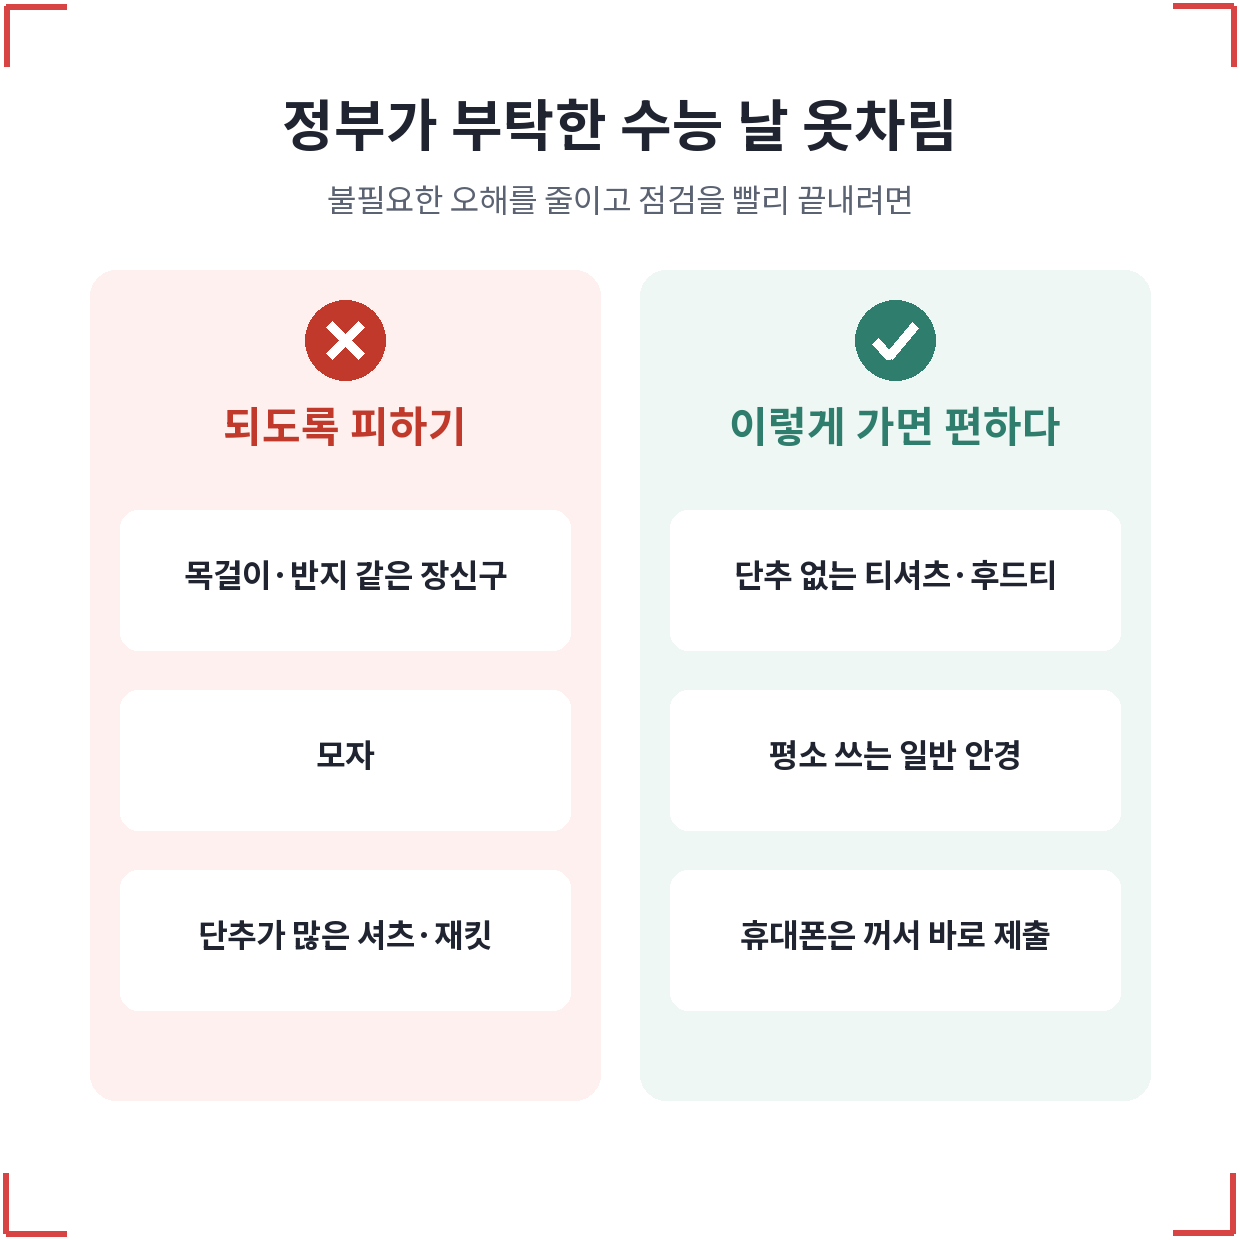 정부가 부탁한 수능 날 옷차림
불필요한 오해를 줄이고 점검을 빨리 끝내려면
되도록 피하기
목걸이·반지 같은 장신구
모자
단추가 많은 셔츠·재킷
이렇게 가면 편하다
단추 없는 티셔츠·후드티
평소 쓰는 일반 안경
휴대폰은 꺼서 바로 제출